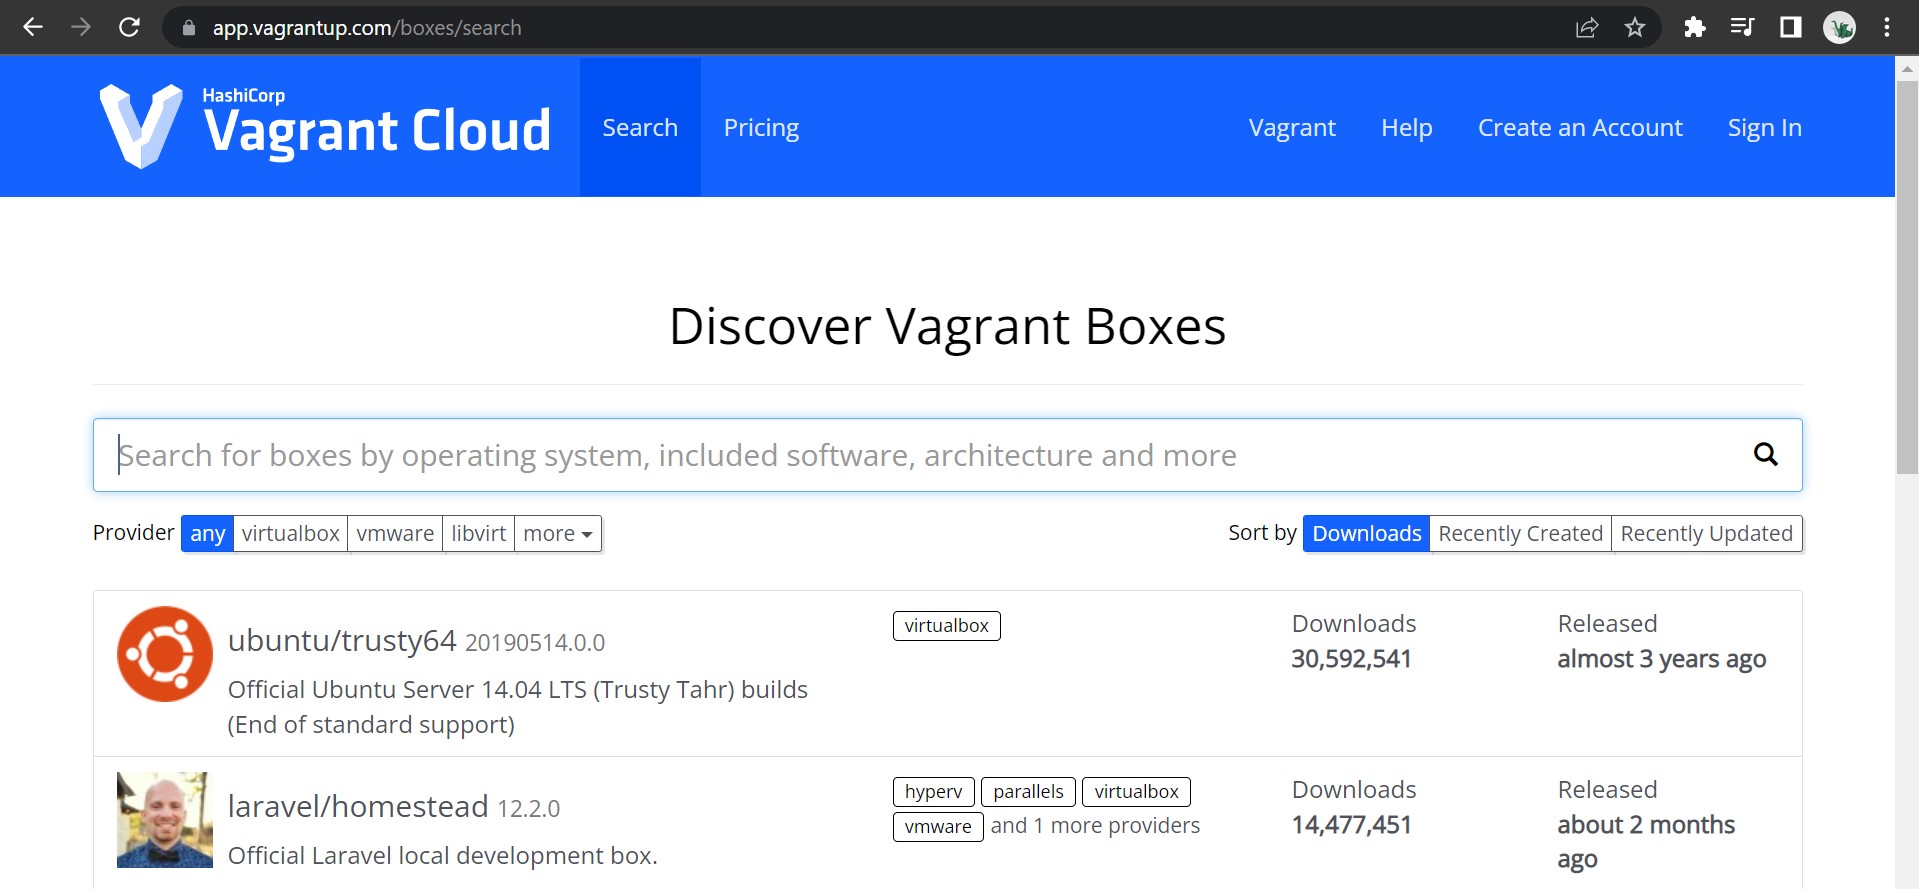 app.vagrantup.com/boxes/search
HashiCorp
Vagrant Cloud
Search
Pricing
Vagrant
Help
Create an Account
Sign In
Discover Vagrant Boxes
Search for boxes by operating system, included software, architecture and more
Provider any virtualbox vmware libvirt more
Sort by Downloads Recently Created Recently Updated
ubuntu/trusty64 20190514.0.0
Official Ubuntu Server 14.04 LTS (Trusty Tahr) builds
(End of standard support)
virtualbox
Downloads
30,592,541
Released
almost 3 years ago
laravel/homestead 12.2.0
Official Laravel local development box.
hyperv parallels virtualbox
vmware and 1 more providers
Downloads
14,477,451
Released
about 2 months
ago